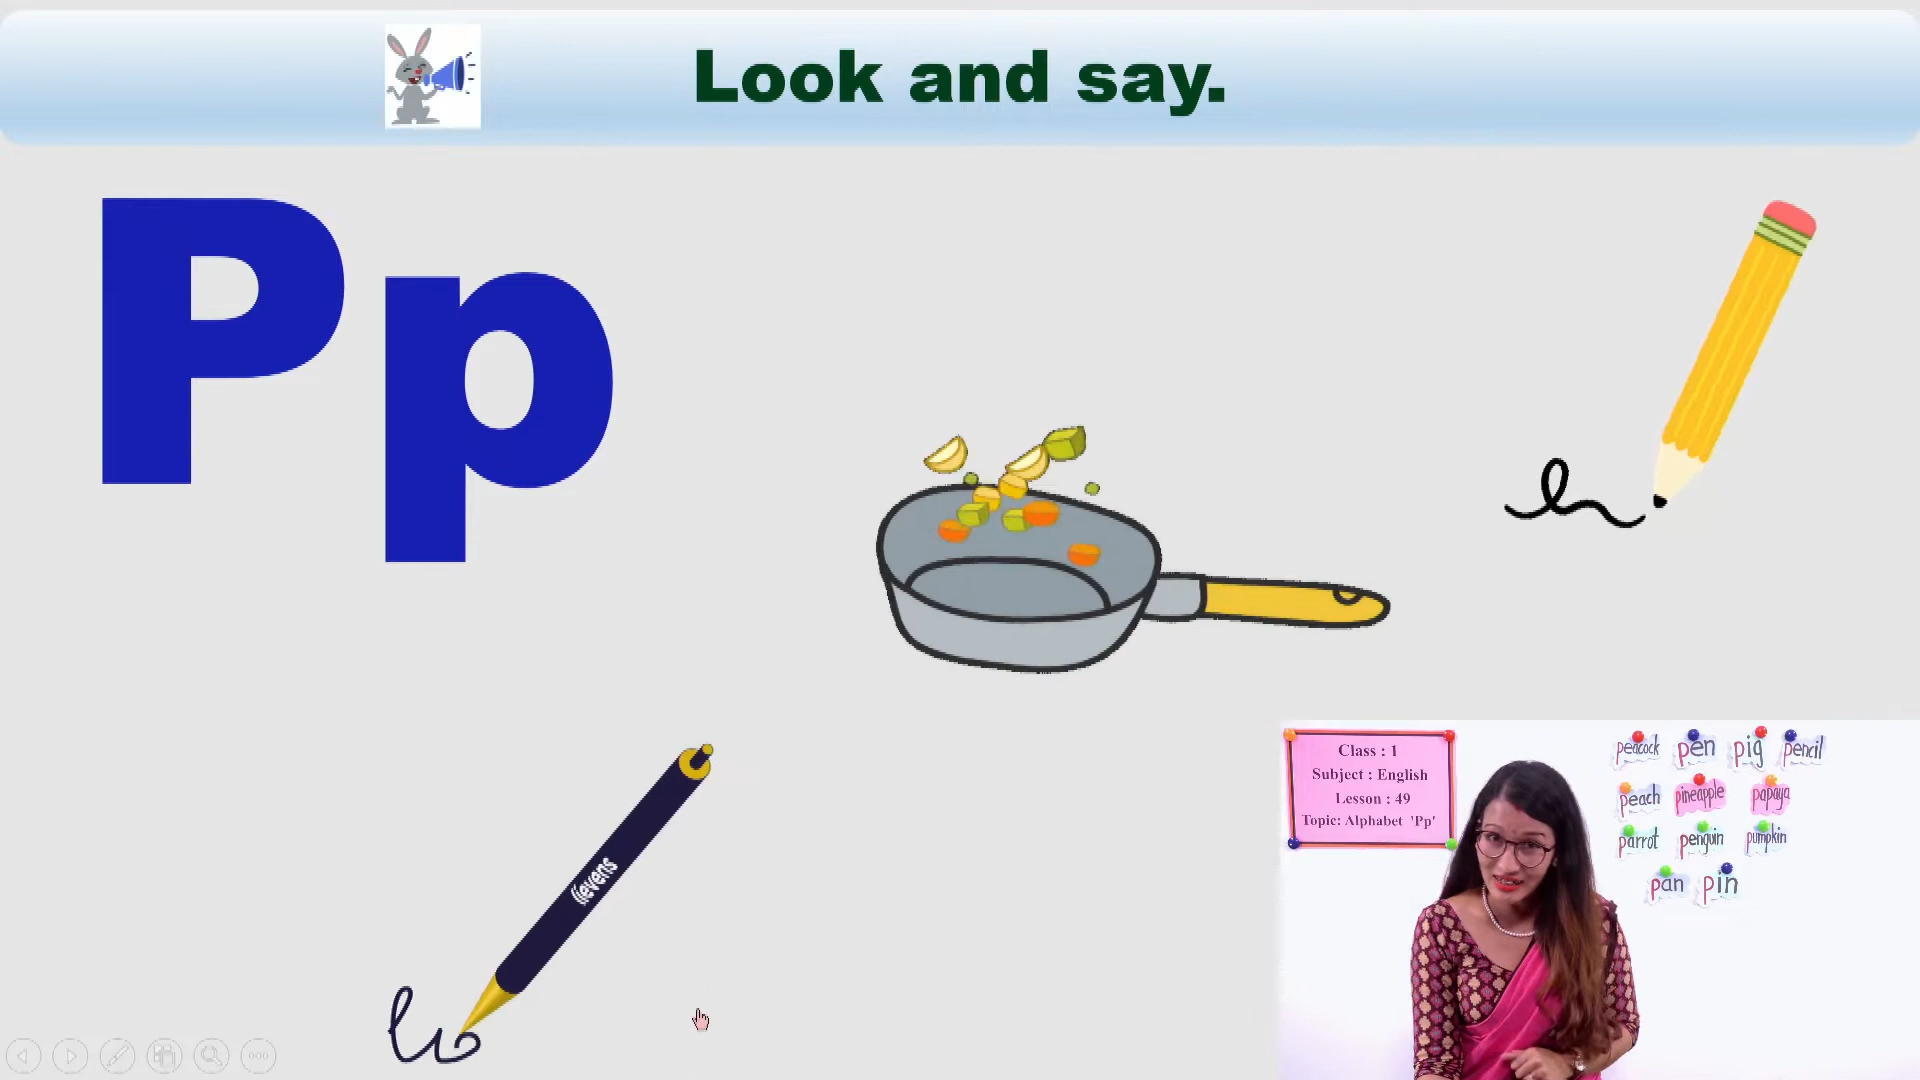 Look and say.
Pp
lievens
Class : 1
Subject : English
Lesson : 49
Topic: Alphabet 'Pp'
peacock pen pig pencil
peach pineapple papaya
parrot penguin pumpkin
pan pin